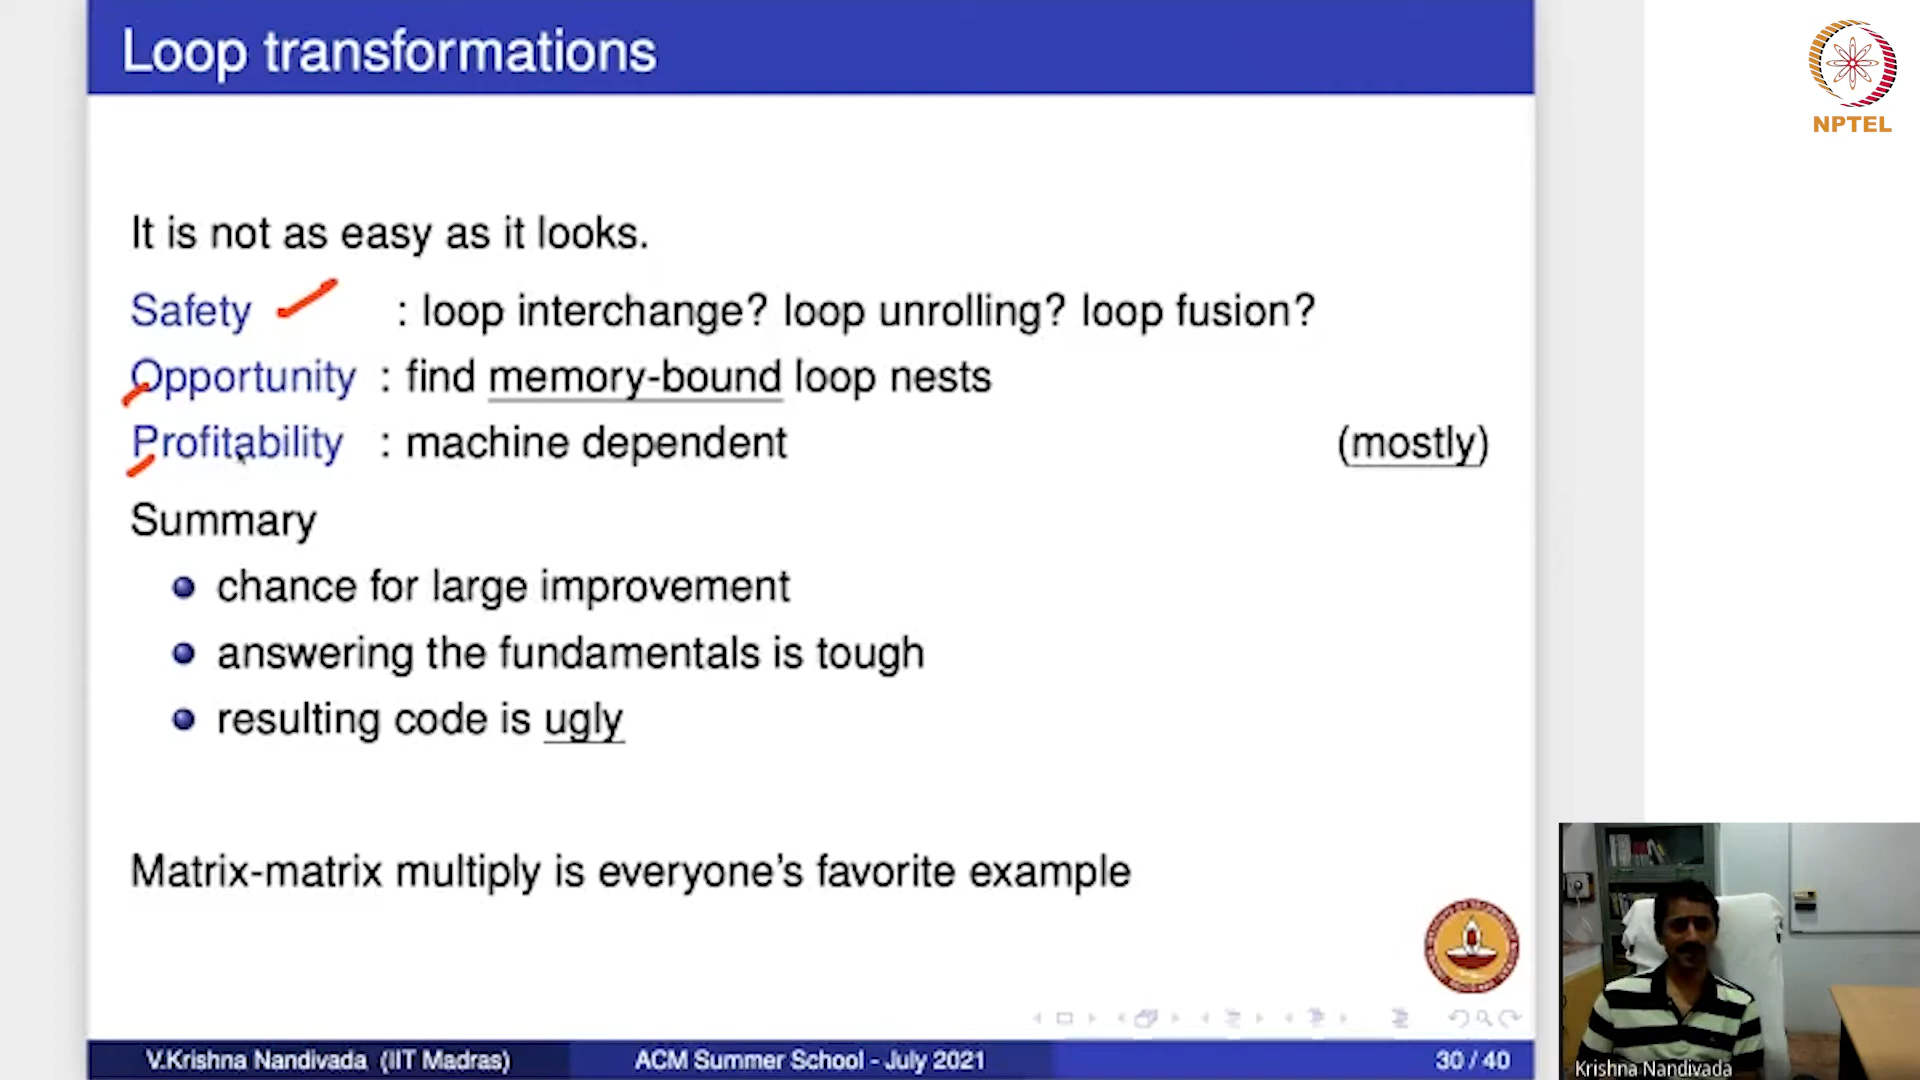 Loop transformations
NPTEL
It is not as easy as it looks.
Safety : loop interchange? loop unrolling? loop fusion?
Opportunity : find memory-bound loop nests
Profitability : machine dependent (mostly)
Summary
chance for large improvement
answering the fundamentals is tough
resulting code is ugly
Matrix-matrix multiply is everyone's favorite example
V.Krishna Nandivada (IIT Madras) ACM Summer School - July 2021 30 / 40
Krishna Nandivada